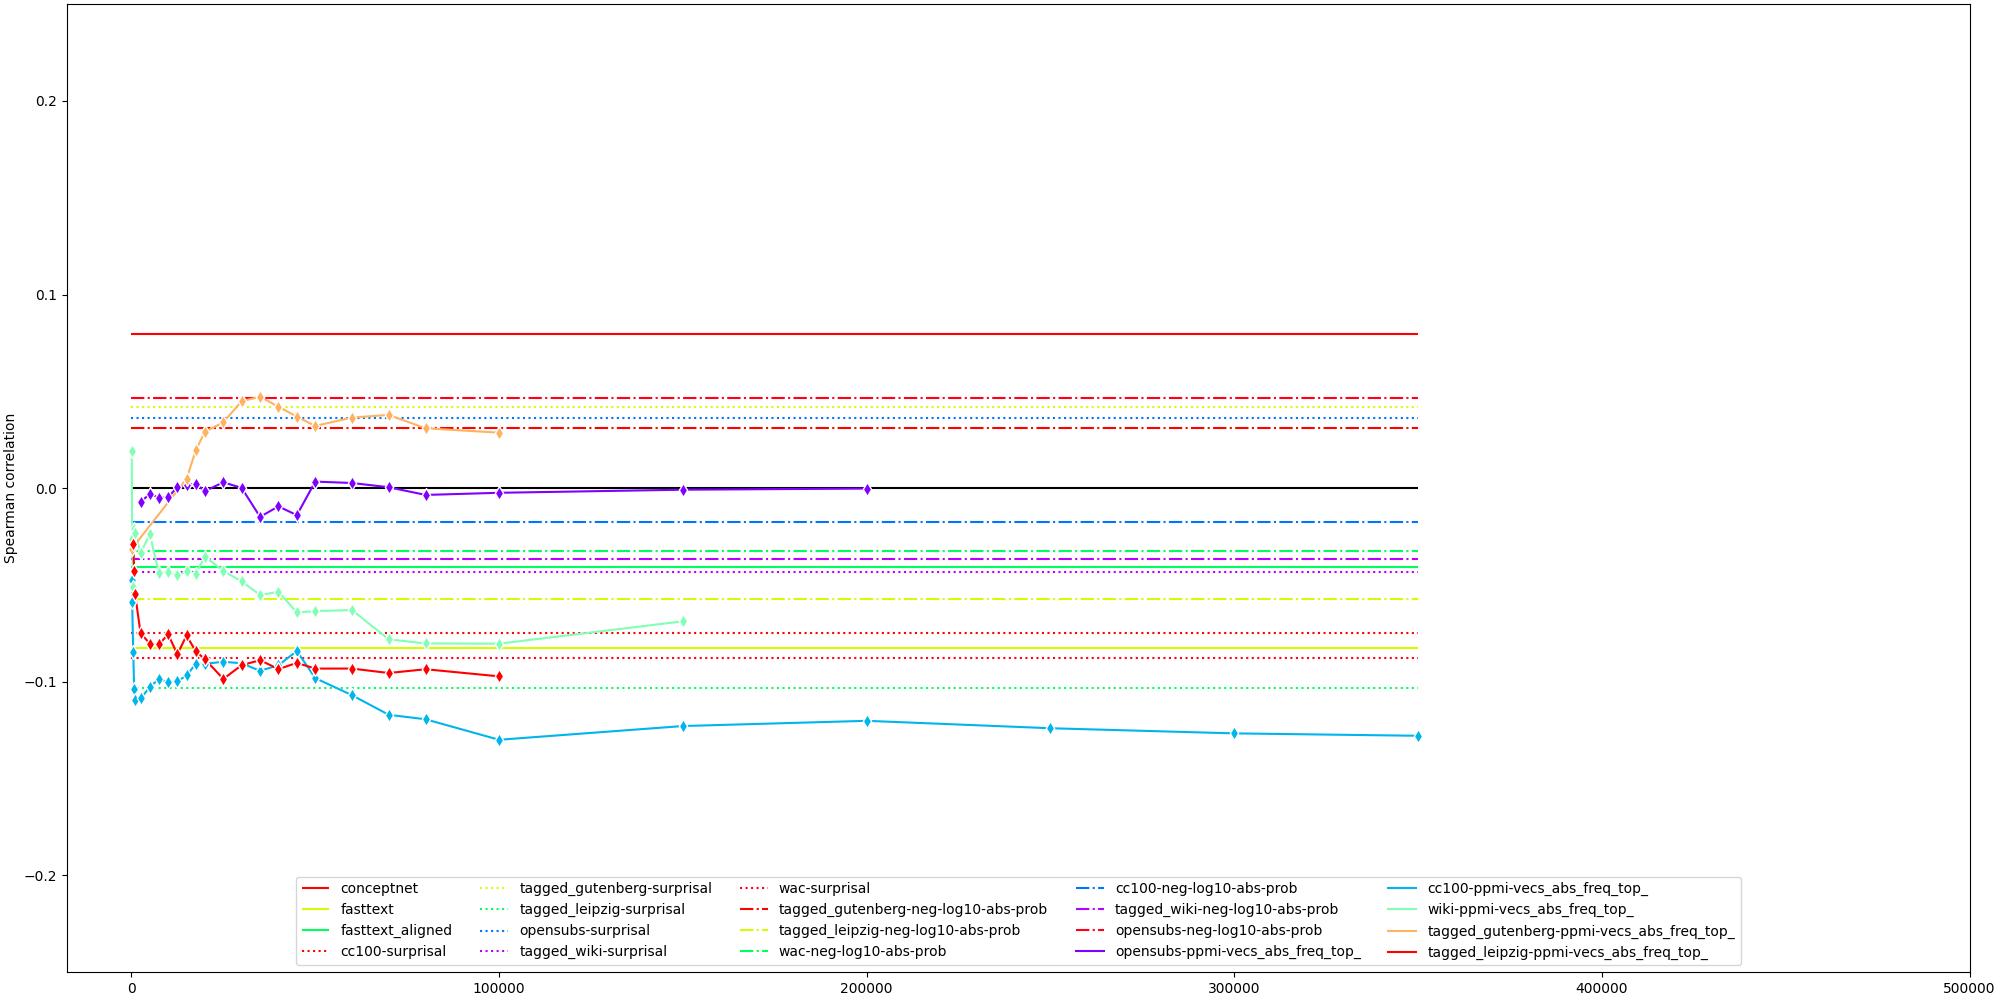 0.2
0.1
0.0
−0.1
−0.2
Spearman correlation
conceptnet
fasttext
fasttext_aligned
cc100-surprisal
tagged_gutenberg-surprisal
tagged_leipzig-surprisal
opensubs-surprisal
tagged_wiki-surprisal
wac-surprisal
tagged_gutenberg-neg-log10-abs-prob
tagged_leipzig-neg-log10-abs-prob
wac-neg-log10-abs-prob
cc100-neg-log10-abs-prob
tagged_wiki-neg-log10-abs-prob
opensubs-neg-log10-abs-prob
opensubs-ppmi-vecs_abs_freq_top_
cc100-ppmi-vecs_abs_freq_top_
wiki-ppmi-vecs_abs_freq_top_
tagged_gutenberg-ppmi-vecs_abs_freq_top_
tagged_leipzig-ppmi-vecs_abs_freq_top_
0 100000 200000 300000 400000 500000